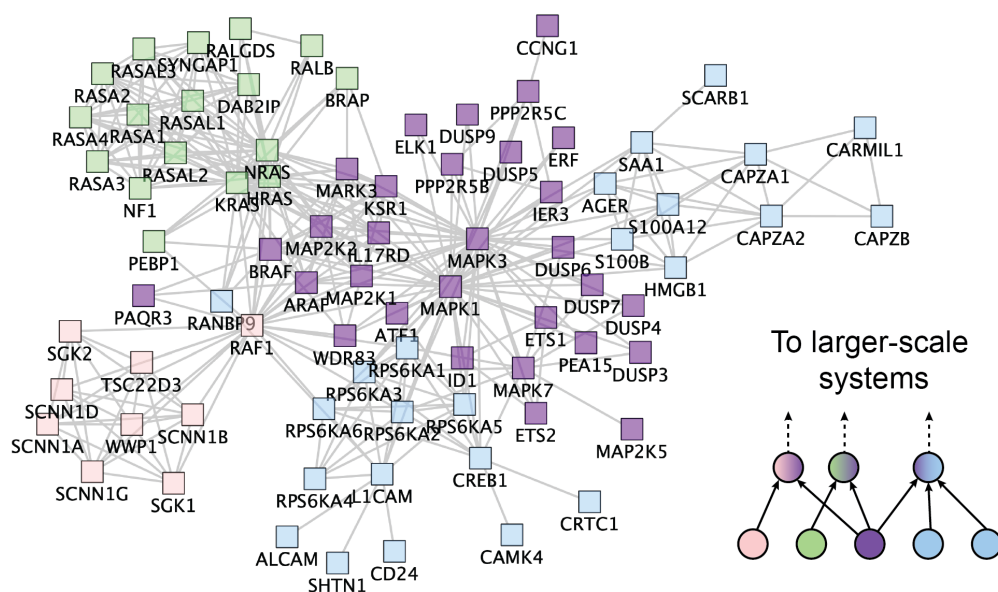 CCNG1
RALGDS
SYNGAP1
RASAL3
RALB
RASA2
DAB2IP
BRAP
SCARB1
RASAL1
PPP2R5C
RASA4
RASA1
DUSP9
ELK1
ERF
CARMIL1
SAA1
RASA3
RASAL2
NRAS
PPP2R5B
DUSP5
CAPZA1
MARK3
NF1
KRAS
HRAS
KSR1
IER3
AGER
S100A12
CAPZA2
CAPZB
PEBP1
MAP2K2
IL17RD
MAPK3
DUSP6
S100B
BRAF
HMGB1
PAQR3
RANBP9
ARAF
MAP2K1
MAPK1
DUSP7
DUSP4
RAF1
ATF1
ETS1
SGK2
WDR83
PEA15
DUSP3
To larger-scale
systems
TSC22D3
RPS6KA1
ID1
MAPK7
SCNN1D
RPS6KA3
SCNN1A
WWP1
SCNN1B
RPS6KA6
RPS6KA2
RPS6KA5
ETS2
MAP2K5
SCNN1G
SGK1
RPS6KA4
L1CAM
CREB1
CRTC1
ALCAM
SHTN1
CD24
CAMK4